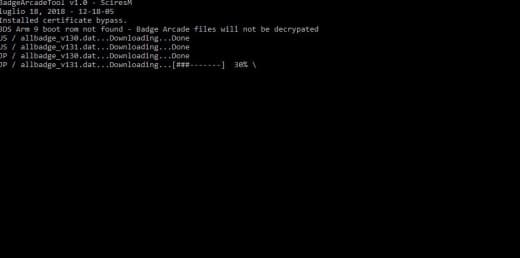 BadgeArcadeTool v1.0 - SciresM
luglio 18, 2018 - 12-18-05
Installed certificate bypass.
3DS Arm 9 boot rom not found - Badge Arcade files will not be decrypated
US / allbadge_v130.dat...Downloading...Done
US / allbadge_v131.dat...Downloading...Done
JP / allbadge_v130.dat...Downloading...Done
JP / allbadge_v131.dat...Downloading...[###-------]  30% \